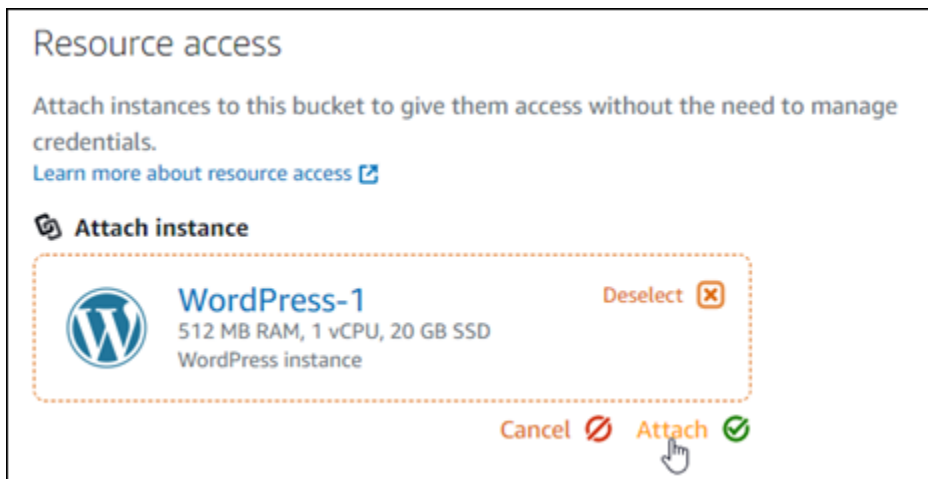 Resource access
Attach instances to this bucket to give them access without the need to manage
credentials.
Learn more about resource access
Attach instance
WordPress-1
Deselect
512 MB RAM, 1 vCPU, 20 GB SSD
WordPress instance
Cancel Attach